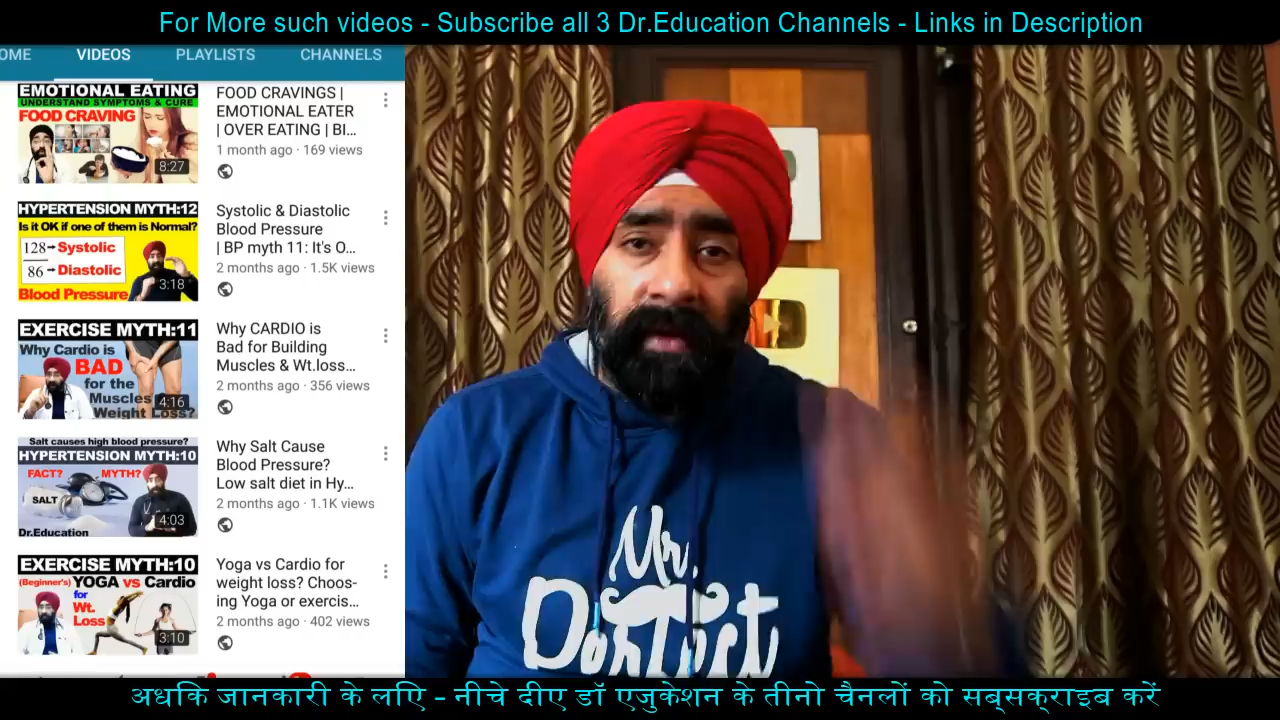 For More such videos - Subscribe all 3 Dr.Education Channels - Links in Description
OME VIDEOS PLAYLISTS CHANNELS
EMOTIONAL EATING
UNDERSTAND SYMPTOMS & CURE
FOOD CRAVING
8:27
FOOD CRAVINGS |
EMOTIONAL EATER
| OVER EATING | BI...
1 month ago · 169 views
HYPERTENSION MYTH:12
Is it OK if one of them is Normal?
128 → Systolic
86 → Diastolic
Blood Pressure
3:18
Systolic & Diastolic
Blood Pressure
| BP myth 11: It's O...
2 months ago · 1.5K views
EXERCISE MYTH:11
Why Cardio is
BAD
for the
Muscles
Weight Loss?
4:16
Why CARDIO is
Bad for Building
Muscles & Wt.loss...
2 months ago · 356 views
Salt causes high blood pressure?
HYPERTENSION MYTH:10
FACT? MYTH?
SALT
Dr.Education
4:03
Why Salt Cause
Blood Pressure?
Low salt diet in Hy...
2 months ago · 1.1K views
EXERCISE MYTH:10
(Beginner's) YOGA vs Cardio
for
Wt.
Loss
3:10
Yoga vs Cardio for
weight loss? Choos-
ing Yoga or exercis...
2 months ago · 402 views
Mr.
अधिक जानकारी के लिए - नीचे दीए डॉ एजुकेशन के तीनो चैनलों को सब्सक्राइब करें